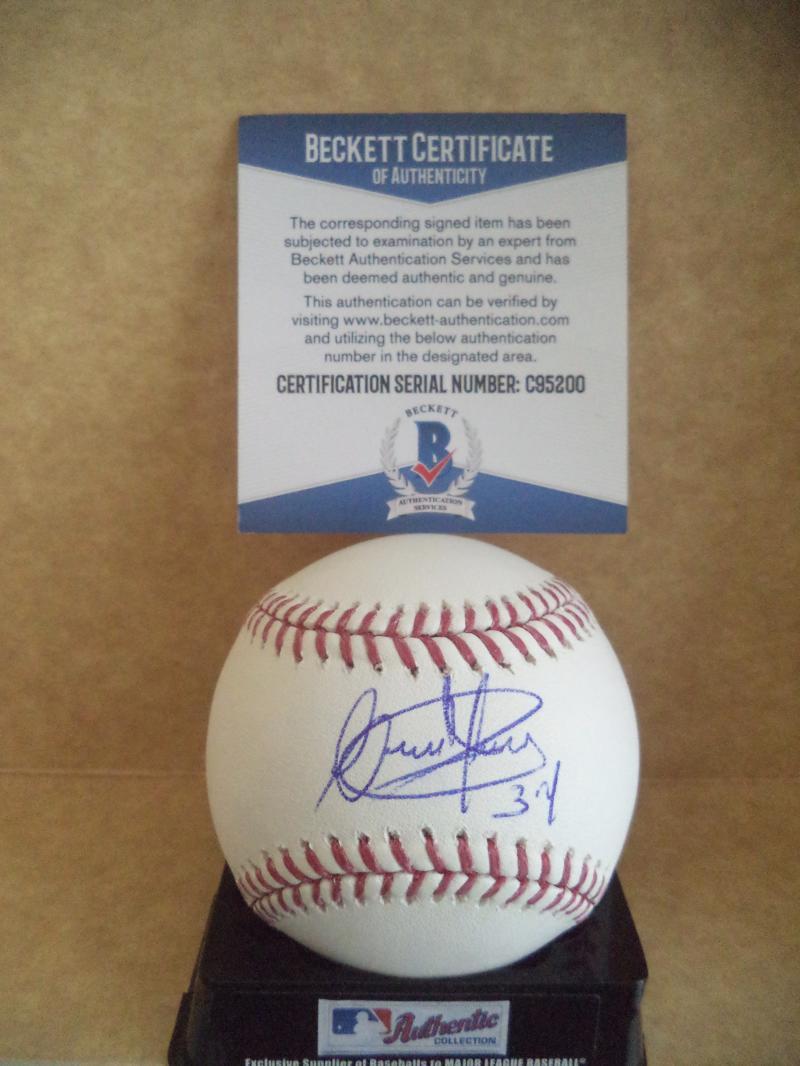 BECKETT CERTIFICATE
OF AUTHENTICITY
The corresponding signed item has been
subjected to examination by an expert from
Beckett Authentication Services and has
been deemed authentic and genuine.
This authentication can be verified by
visiting www.beckett-authentication.com
and utilizing the below authentication
number in the designated area.
CERTIFICATION SERIAL NUMBER: C95200
BECKETT
B
AUTHENTICATION
SERVICES
34
Authentic
COLLECTION
Exclusive Supplier of Baseballs to MAJOR LEAGUE BASEBALL®